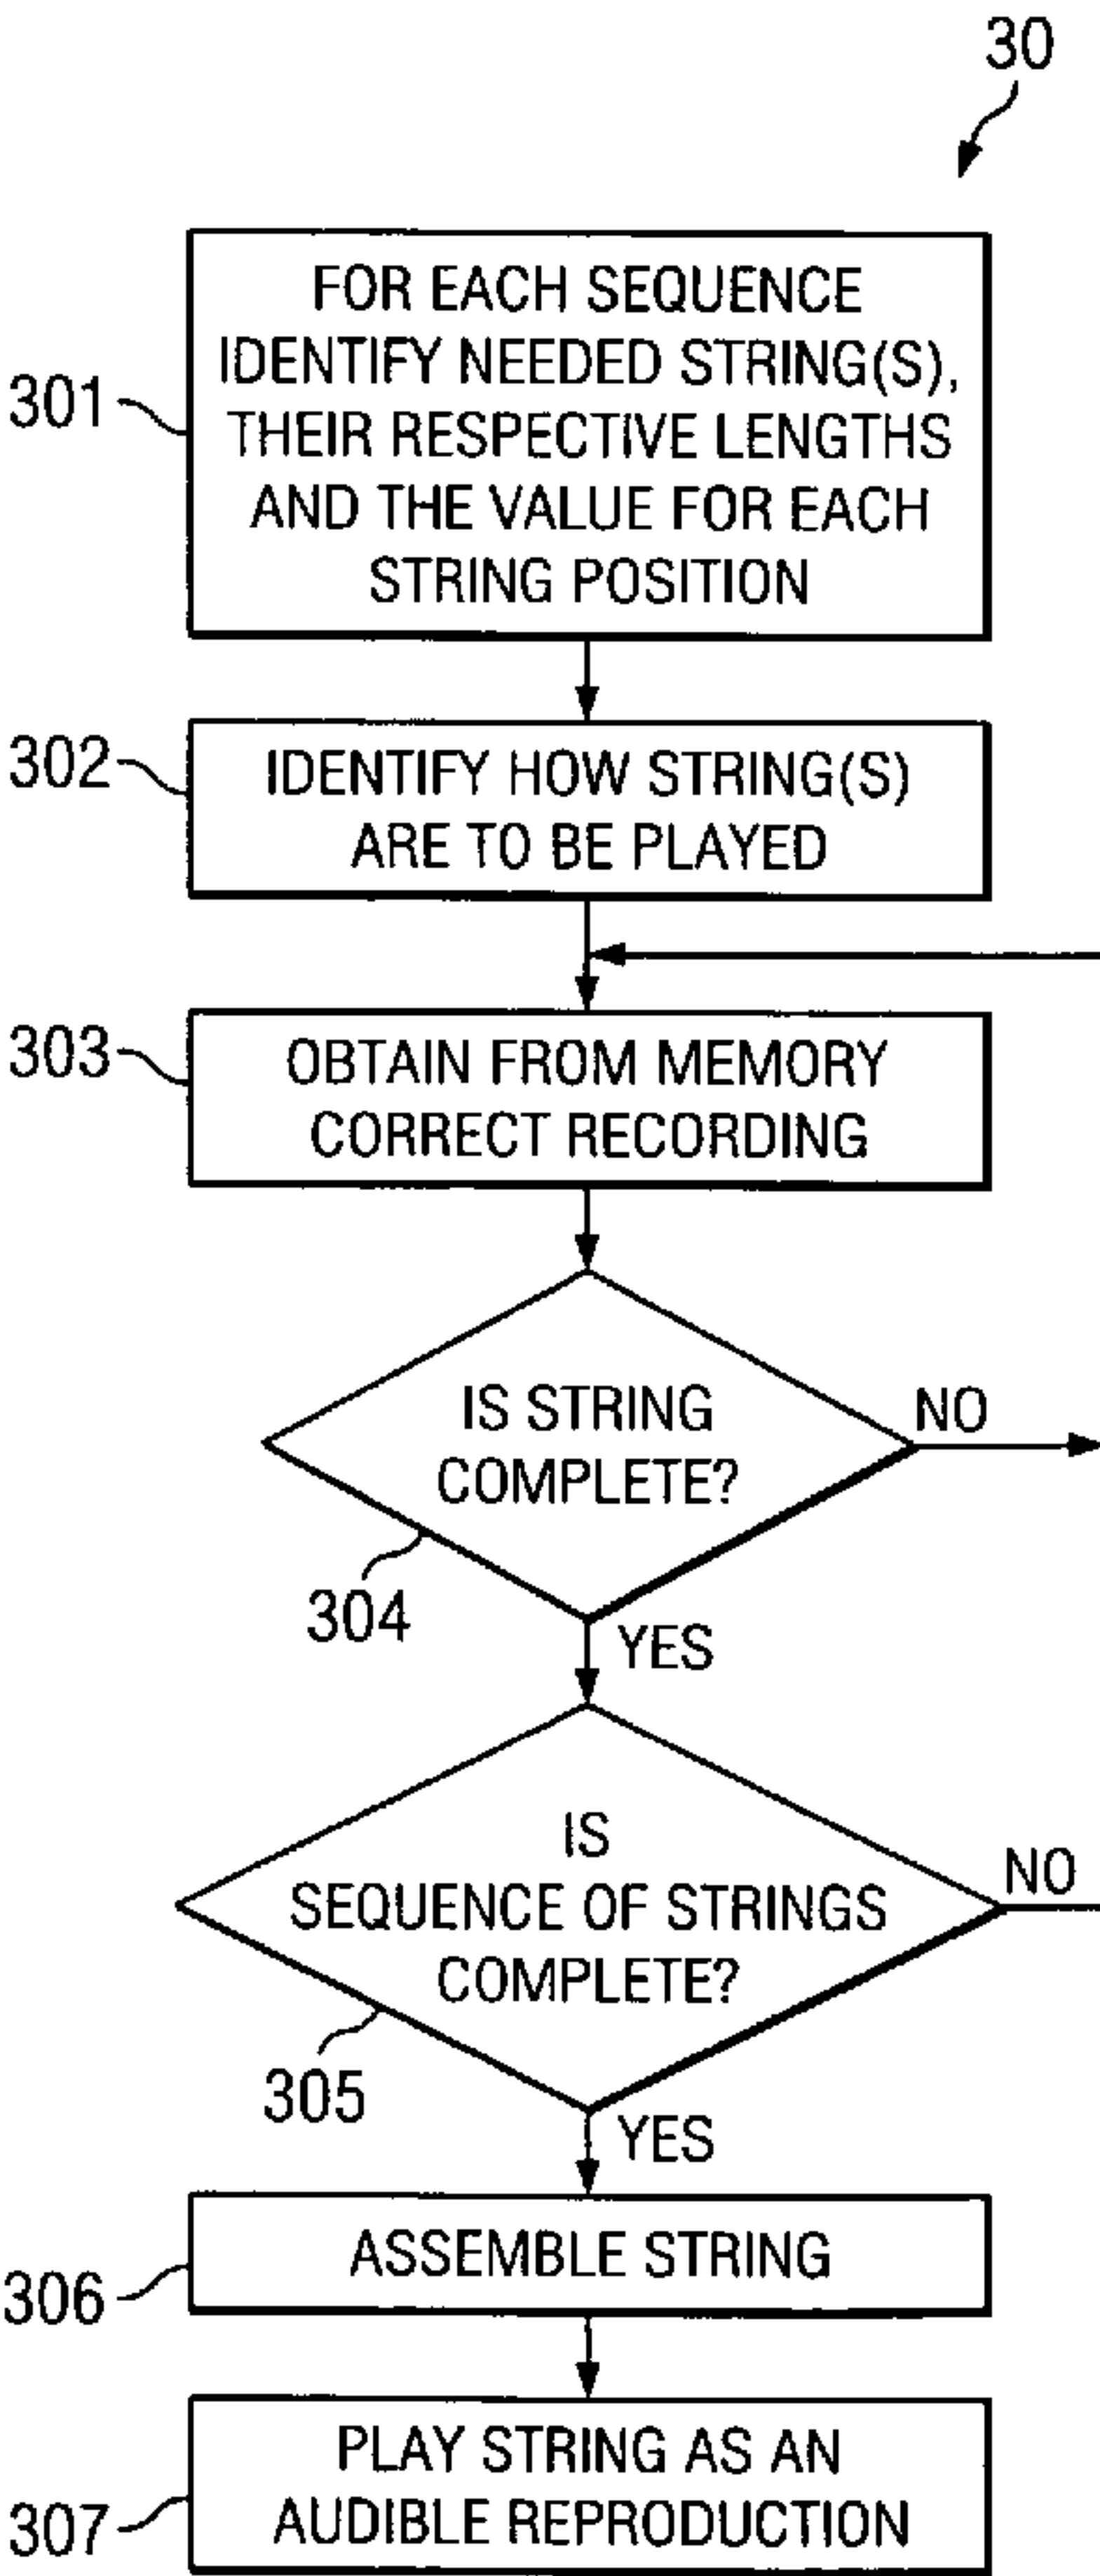 30
301
FOR EACH SEQUENCE
IDENTIFY NEEDED STRING(S),
THEIR RESPECTIVE LENGTHS
AND THE VALUE FOR EACH
STRING POSITION
302
IDENTIFY HOW STRING(S)
ARE TO BE PLAYED
303
OBTAIN FROM MEMORY
CORRECT RECORDING
IS STRING
COMPLETE?
NO
304
YES
IS
SEQUENCE OF STRINGS
COMPLETE?
NO
305
YES
306
ASSEMBLE STRING
307
PLAY STRING AS AN
AUDIBLE REPRODUCTION